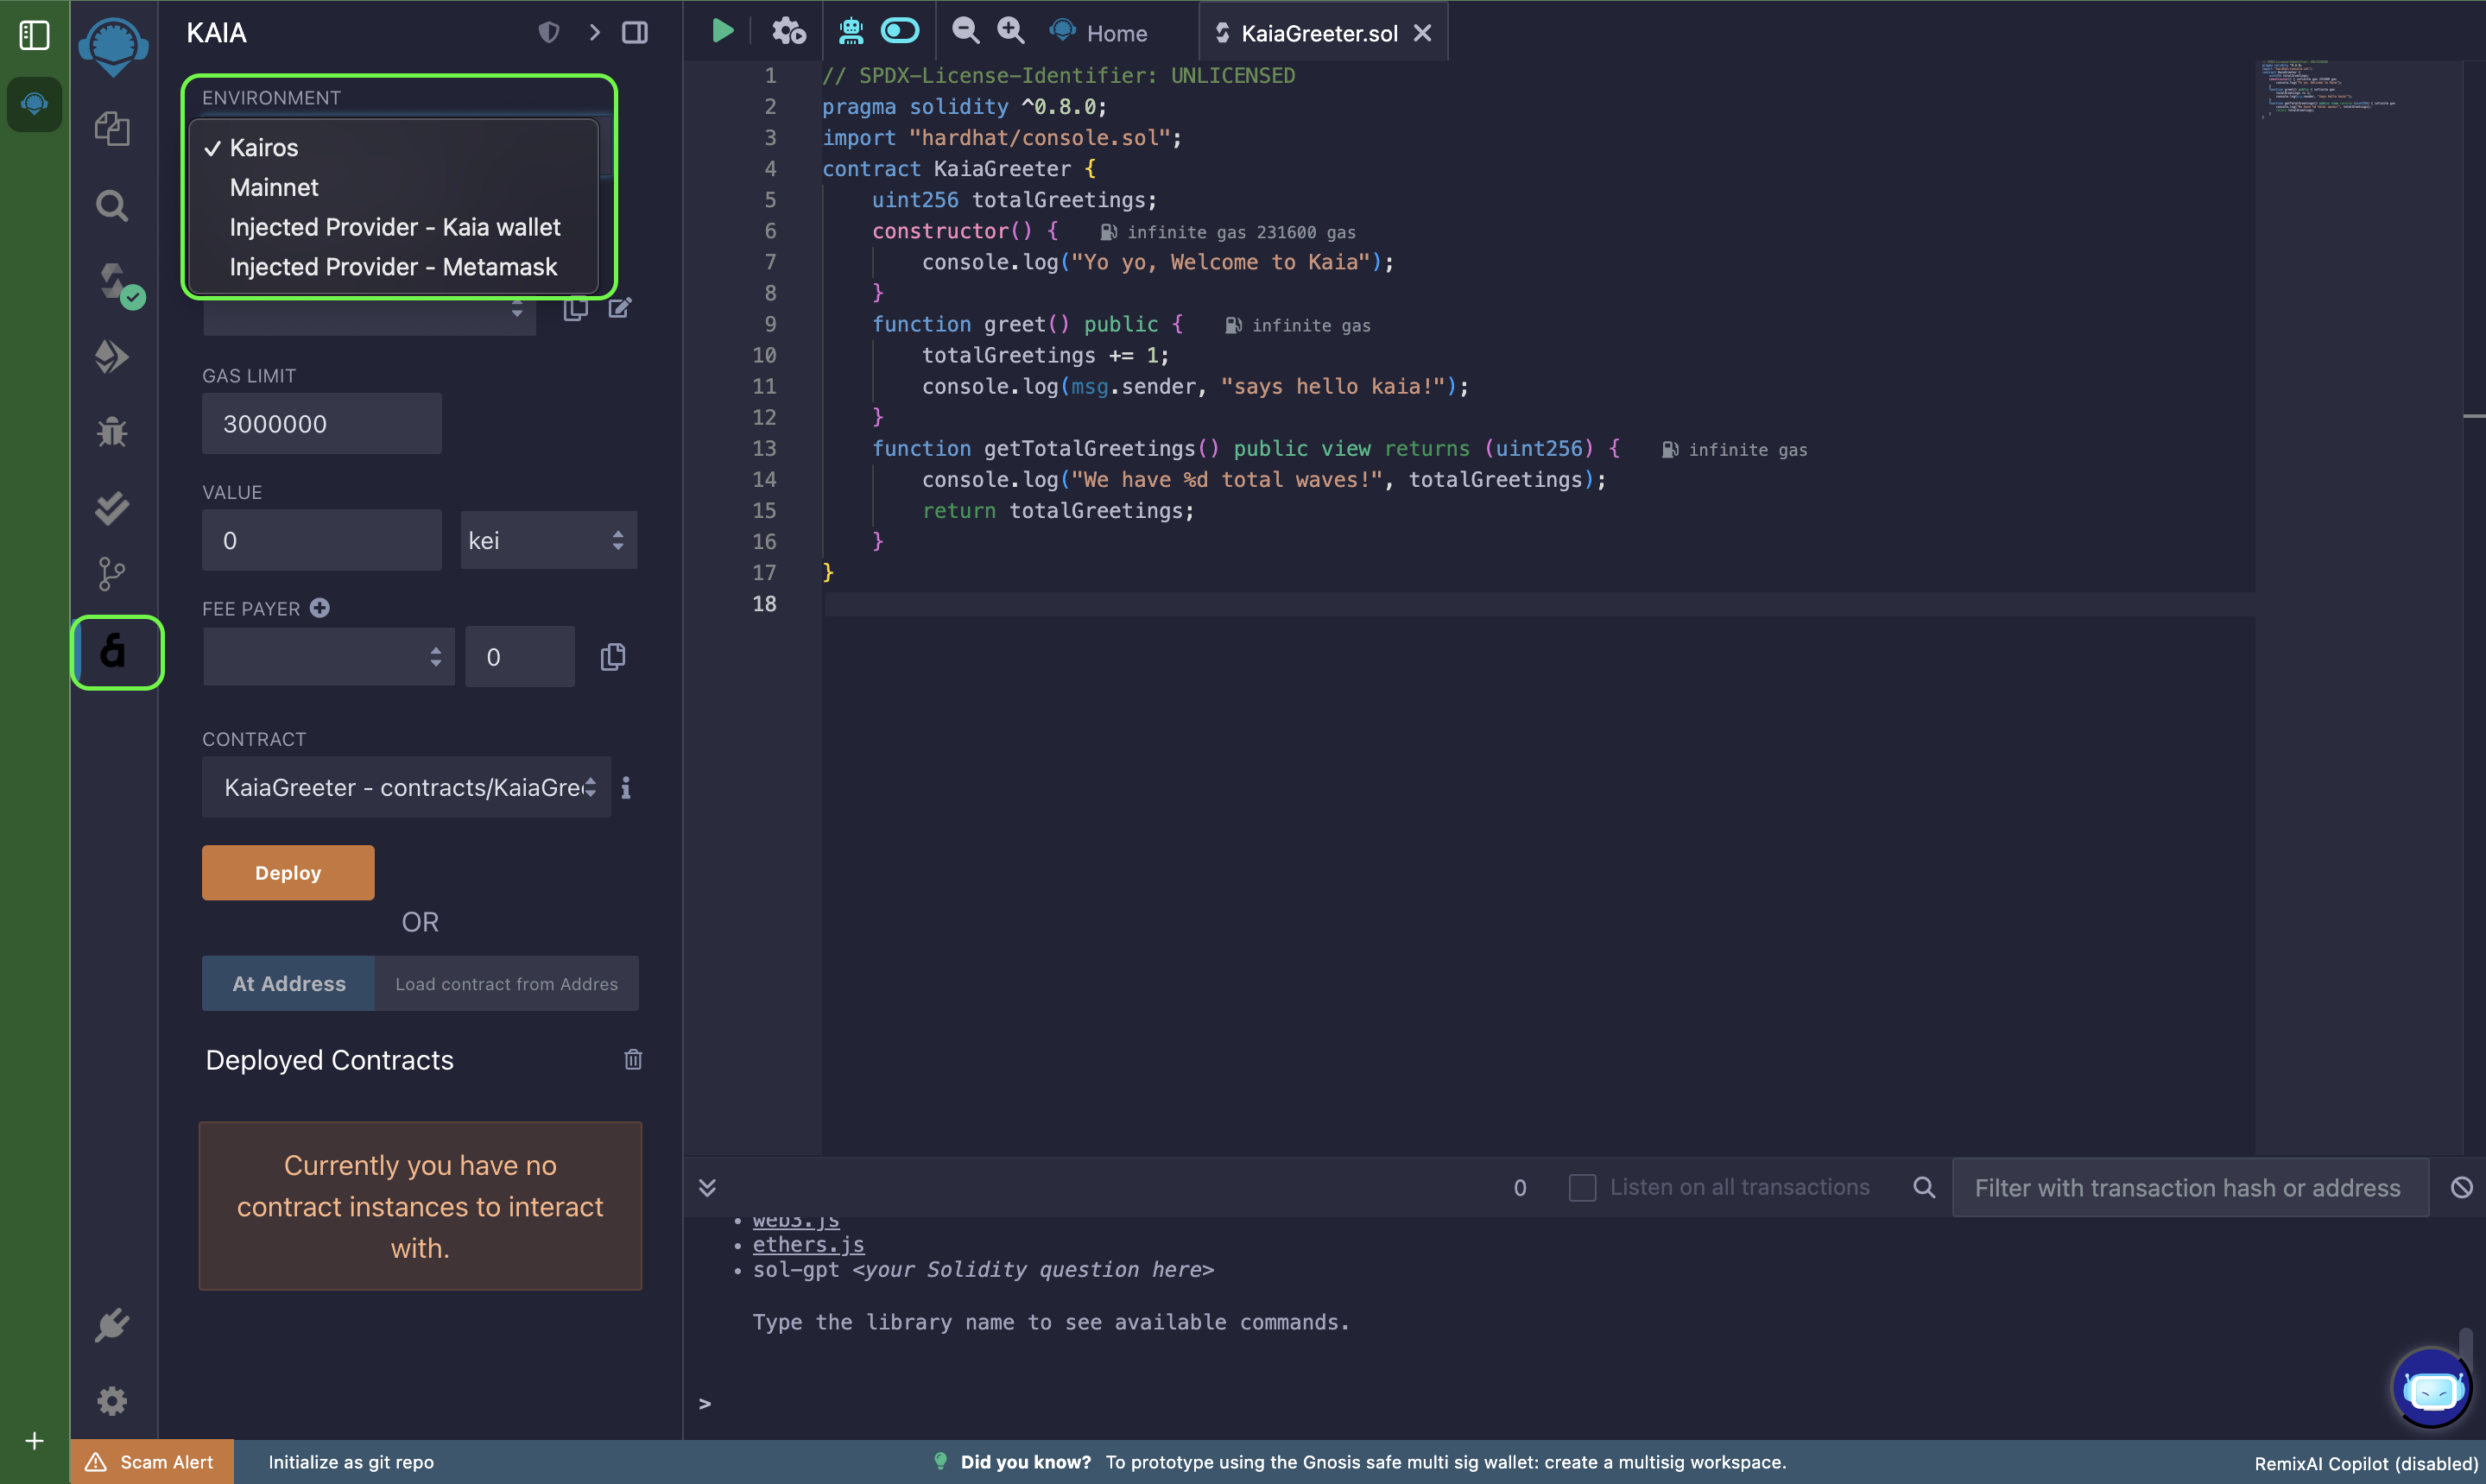 KAIA
Home
KaiaGreeter.sol
ENVIRONMENT
✓ Kairos
Mainnet
Injected Provider - Kaia wallet
Injected Provider - Metamask
GAS LIMIT
3000000
VALUE
0
kei
FEE PAYER
0
CONTRACT
KaiaGreeter - contracts/KaiaGre
Deploy
OR
At Address
Load contract from Addres
Deployed Contracts
Currently you have no
contract instances to interact
with.
1 // SPDX-License-Identifier: UNLICENSED
2 pragma solidity ^0.8.0;
3 import "hardhat/console.sol";
4 contract KaiaGreeter {
5 uint256 totalGreetings;
6 constructor() { infinite gas 231600 gas
7 console.log("Yo yo, Welcome to Kaia");
8 }
9 function greet() public { infinite gas
10 totalGreetings += 1;
11 console.log(msg.sender, "says hello kaia!");
12 }
13 function getTotalGreetings() public view returns (uint256) { infinite gas
14 console.log("We have %d total waves!", totalGreetings);
15 return totalGreetings;
16 }
17 }
18
0
Listen on all transactions
Filter with transaction hash or address
• web3.js
• ethers.js
• sol-gpt <your Solidity question here>
Type the library name to see available commands.
>
Scam Alert
Initialize as git repo
Did you know? To prototype using the Gnosis safe multi sig wallet: create a multisig workspace.
RemixAI Copilot (disabled)